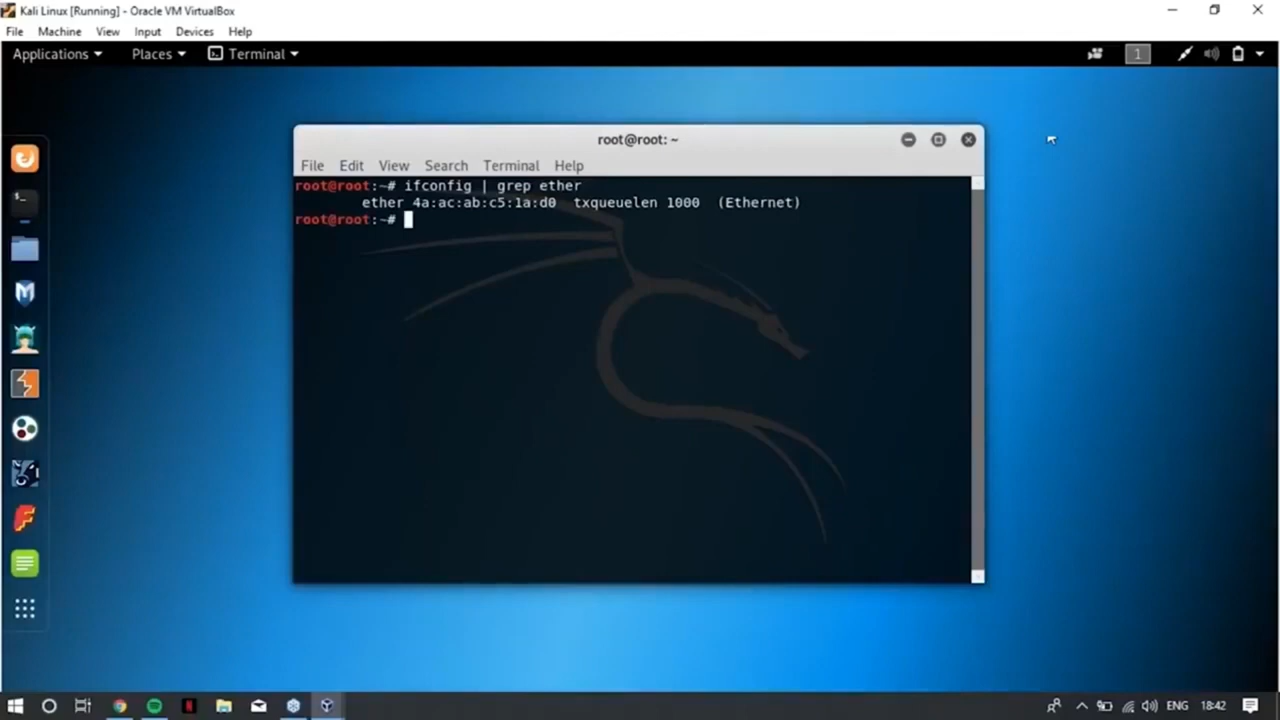 Kali Linux [Running] - Oracle VM VirtualBox
File Machine View Input Devices Help
Applications Places Terminal 1
root@root: ~
File Edit View Search Terminal Help
root@root:~# ifconfig | grep ether
ether 4a:ac:ab:c5:1a:d0 txqueuelen 1000 (Ethernet)
root@root:~#
ENG 18:42